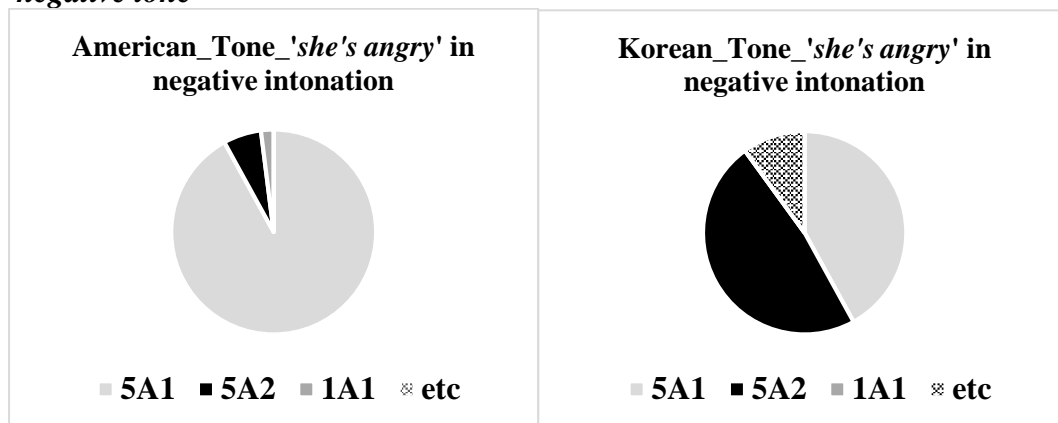 negative tone
American_Tone_'she's angry' in
negative intonation
5A1 5A2 1A1 etc
Korean_Tone_'she's angry' in
negative intonation
5A1 5A2 1A1 etc